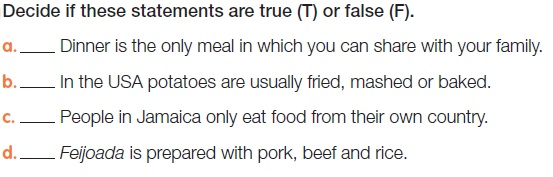 Decide if these statements are true (T) or false (F).
a. ____ Dinner is the only meal in which you can share with your family.
b. ____ In the USA potatoes are usually fried, mashed or baked.
c. ____ People in Jamaica only eat food from their own country.
d. ____ Feijoada is prepared with pork, beef and rice.